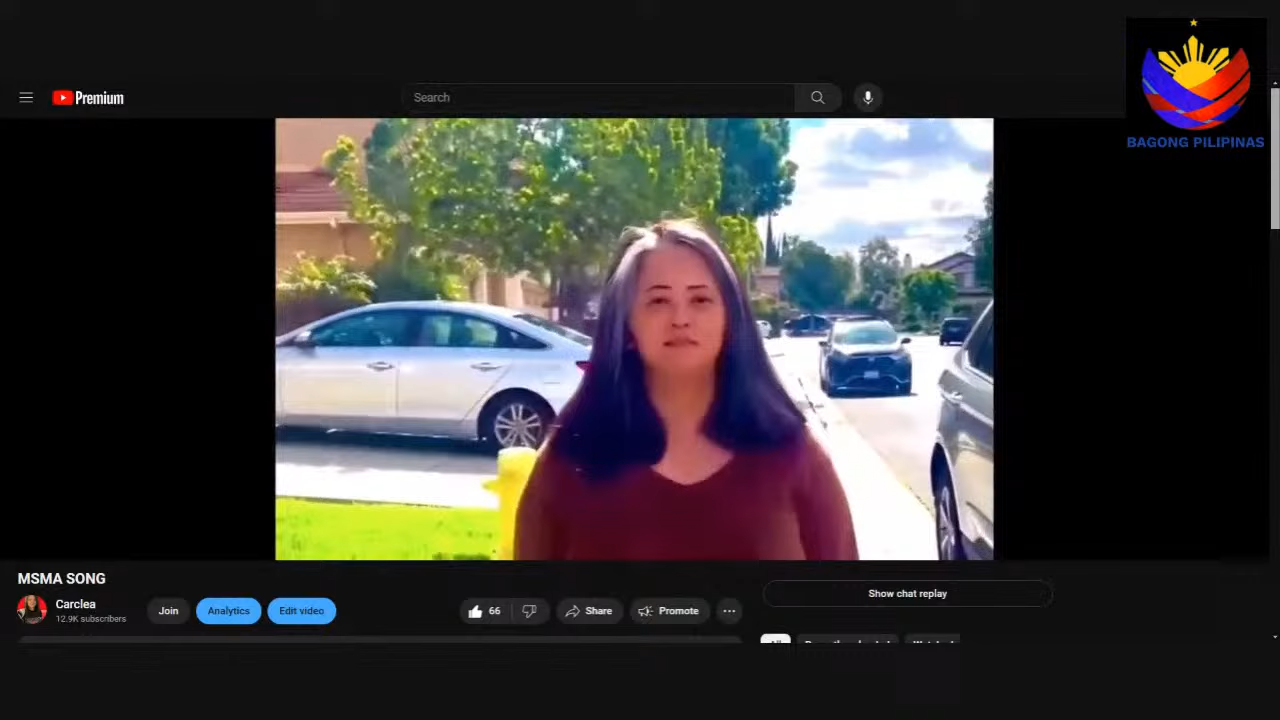 Premium
Search
BAGONG PILIPINAS
MSMA SONG
Carclea
12.9K subscribers
Join
Analytics
Edit video
66
Share
Promote
Show chat replay